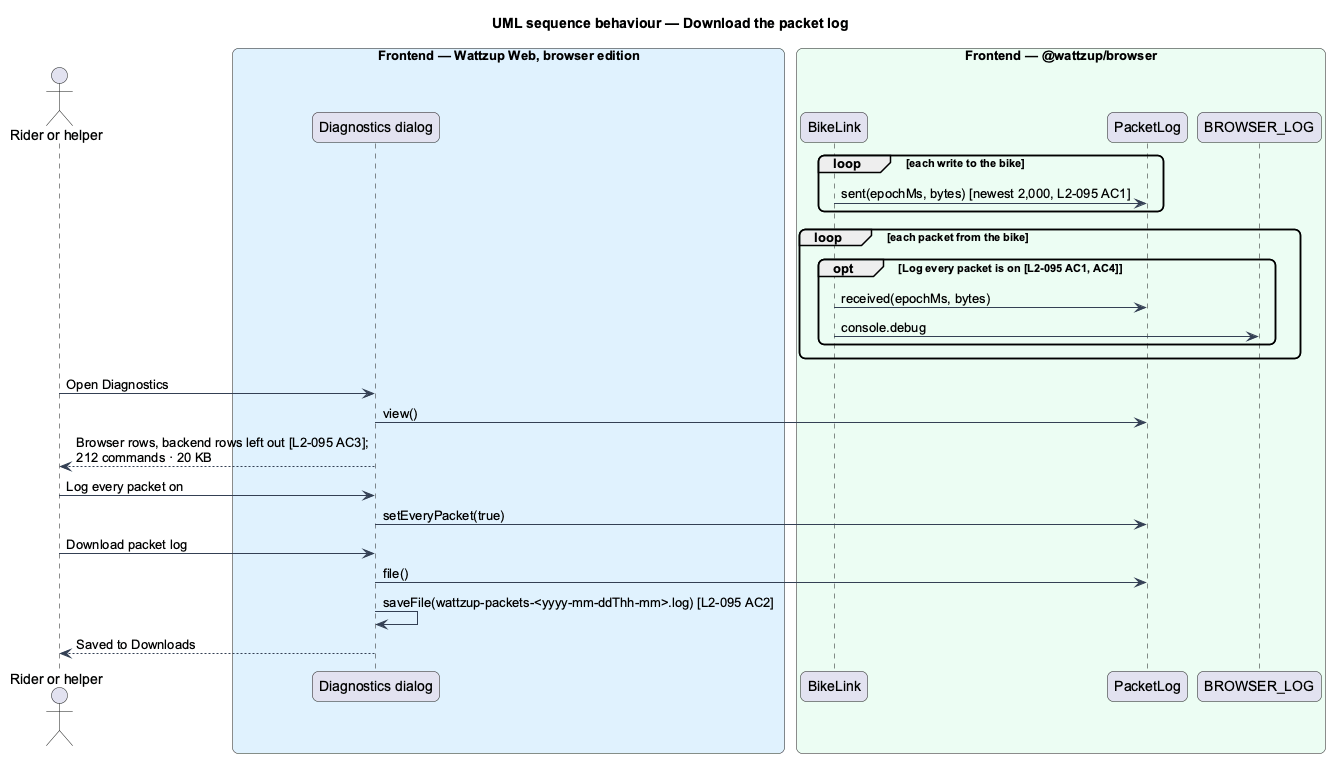 UML sequence behaviour — Download the packet log
Frontend — Wattzup Web, browser edition
Frontend — @wattzup/browser
Rider or helper
Diagnostics dialog
BikeLink
PacketLog
BROWSER_LOG
loop
[each write to the bike]
sent(epochMs, bytes) [newest 2,000, L2-095 AC1]
loop
[each packet from the bike]
opt
[Log every packet is on [L2-095 AC1, AC4]]
received(epochMs, bytes)
console.debug
Open Diagnostics
view()
Browser rows, backend rows left out [L2-095 AC3];
212 commands · 20 KB
Log every packet on
setEveryPacket(true)
Download packet log
file()
saveFile(wattzup-packets-<yyyy-mm-ddThh-mm>.log) [L2-095 AC2]
Saved to Downloads
Rider or helper
Diagnostics dialog
BikeLink
PacketLog
BROWSER_LOG